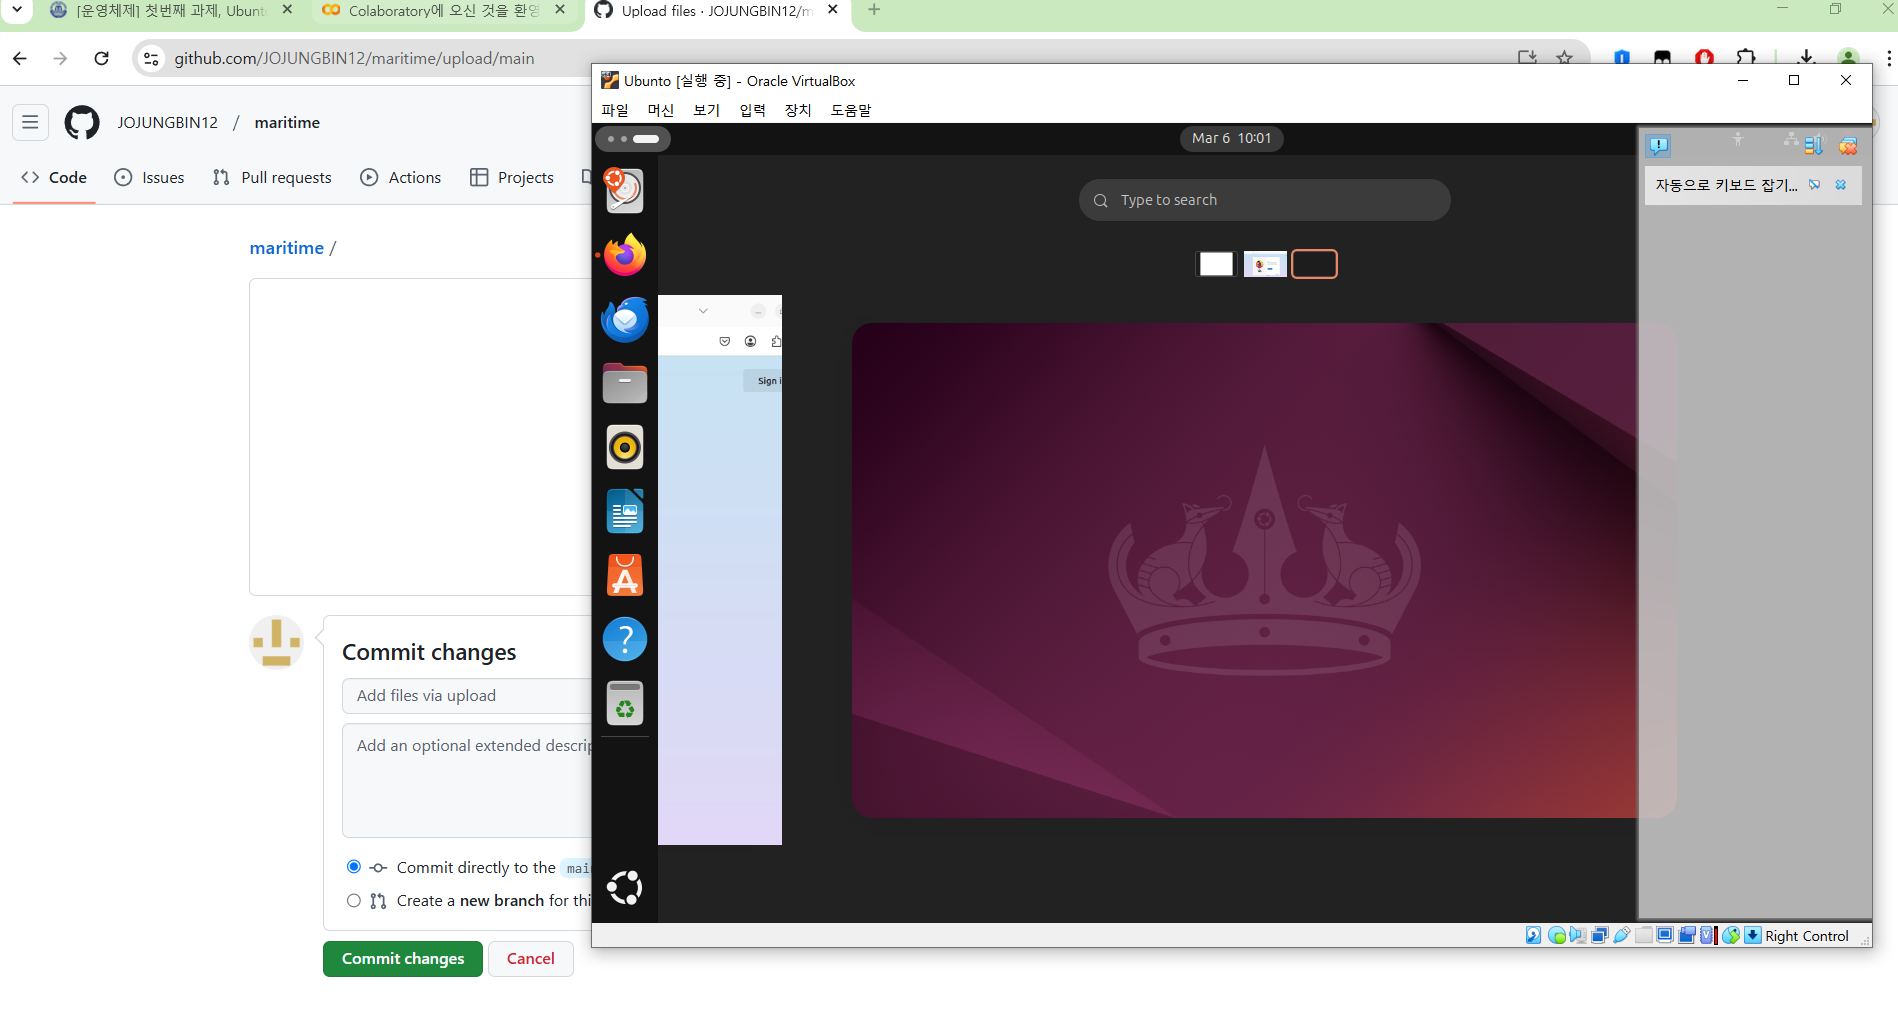 [운영체제] 첫번째 과제, Ubunt
Colaboratory에 오신 것을 환영
Upload files · JOJUNGBIN12/m
github.com/JOJUNGBIN12/maritime/upload/main
JOJUNGBIN12 / maritime
Code
Issues
Pull requests
Actions
Projects
maritime /
Commit changes
Add files via upload
Add an optional extended descrip
Commit directly to the main
Create a new branch for thi
Commit changes
Cancel
Ubunto [실행 중] - Oracle VirtualBox
파일 머신 보기 입력 장치 도움말
Mar 6 10:01
자동으로 키보드 잡기...
Type to search
Sign i
Right Control